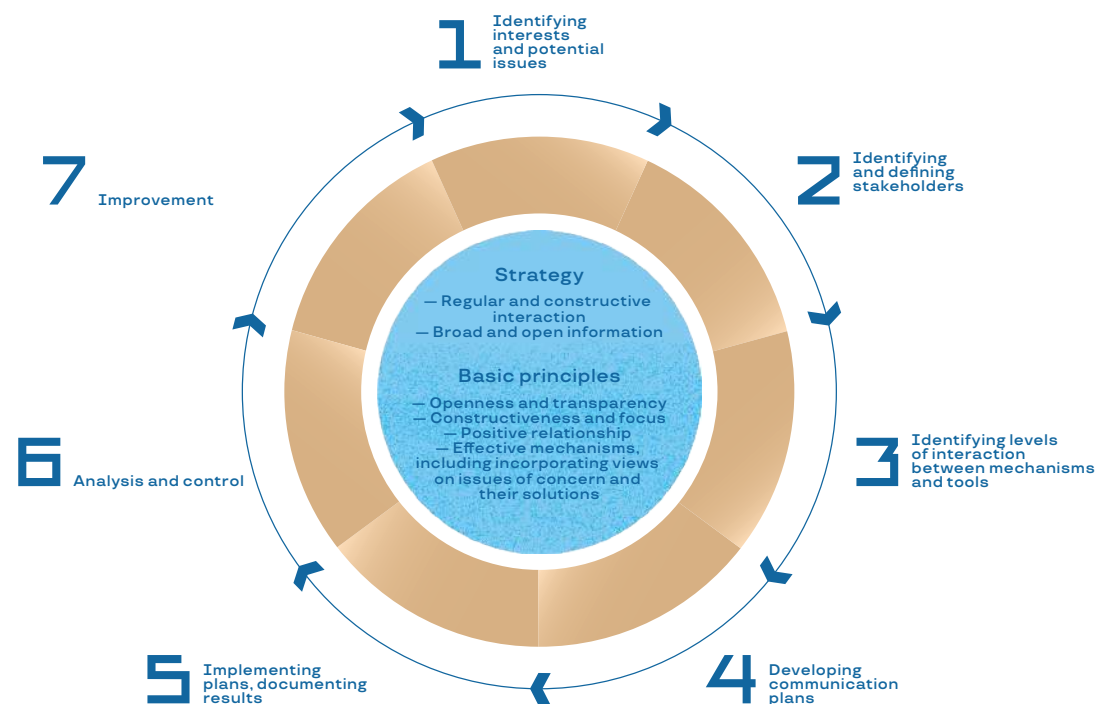 1 Identifying
interests
and potential
issues
2 Identifying
and defining
stakeholders
3 Identifying levels
of interaction
between mechanisms
and tools
4 Developing
communication
plans
5 Implementing
plans, documenting
results
6 Analysis and control
7 Improvement
Strategy
— Regular and constructive
interaction
— Broad and open information
Basic principles
— Openness and transparency
— Constructiveness and focus
— Positive relationship
— Effective mechanisms,
including incorporating views
on issues of concern and
their solutions